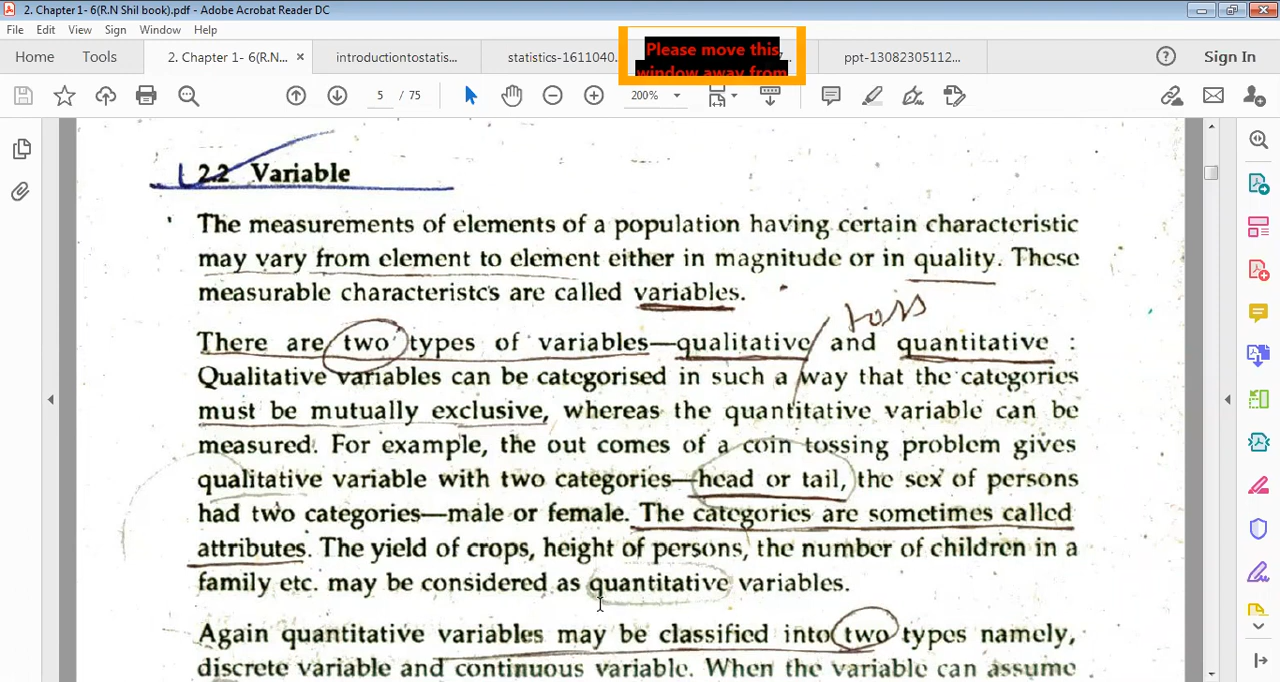 2. Chapter 1- 6(R.N Shil book).pdf - Adobe Acrobat Reader DC
File Edit View Sign Window Help
Home Tools 2. Chapter 1- 6(R.N... × introductiontostatis... statistics-1611040. ppt-13082305112... Sign In
Please move this
window away from
5 / 75 200%
2.2 Variable
The measurements of elements of a population having certain characteristic
may vary from element to element either in magnitude or in quality. These
measurable characteristcs are called variables.
toss
There are two types of variables—qualitative and quantitative :
Qualitative variables can be categorised in such a way that the categories
must be mutually exclusive, whereas the quantitative variable can be
measured. For example, the out comes of a coin tossing problem gives
qualitative variable with two categories—head or tail, the sex of persons
had two categories—male or female. The categories are sometimes called
attributes. The yield of crops, height of persons, the number of children in a
family etc. may be considered as quantitative variables.
Again quantitative variables may be classified into two types namely,
discrete variable and continuous variable. When the variable can assume